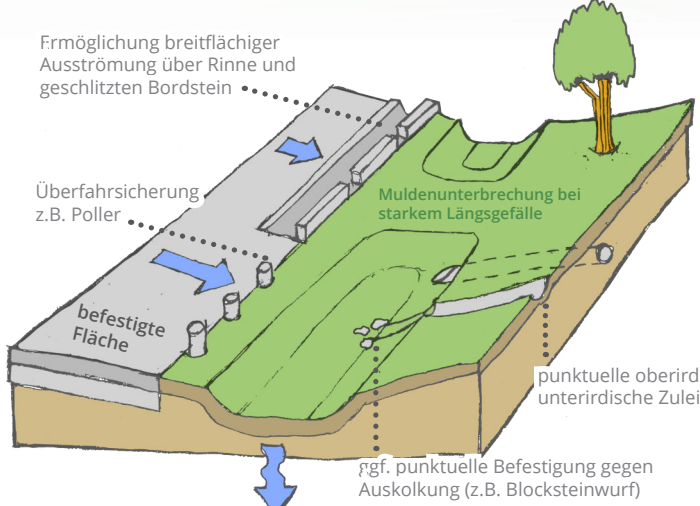 Ermöglichung breitflächiger
Ausströmung über Rinne und
geschlitzten Bordstein
Überfahrsicherung
z.B. Poller
Muldenunterbrechung bei
starkem Längsgefälle
befestigte
Fläche
punktuelle oberird
unterirdische Zulei
ggf. punktuelle Befestigung gegen
Auskolkung (z.B. Blocksteinwurf)